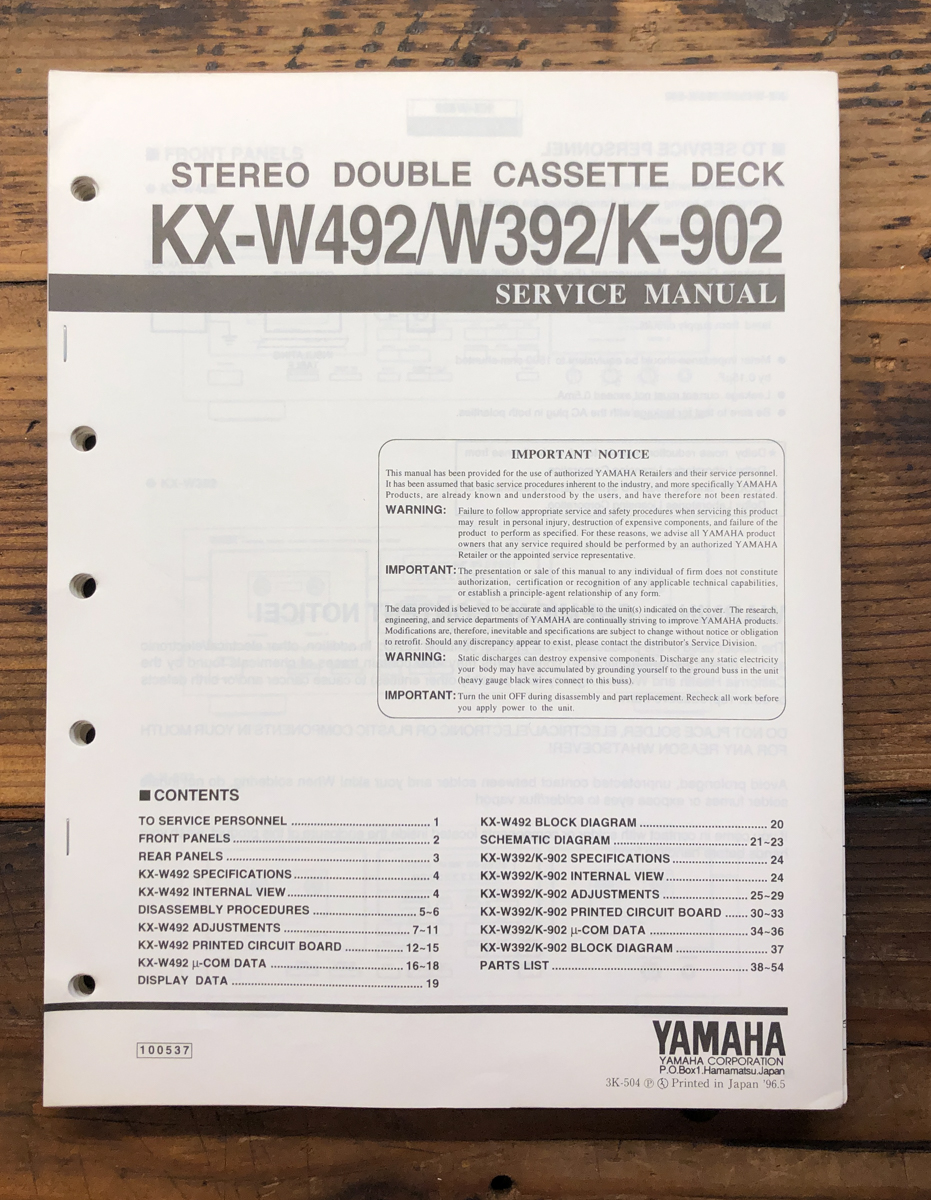 STEREO DOUBLE CASSETTE DECK
KX-W492/W392/K-902
SERVICE MANUAL
IMPORTANT NOTICE
This manual has been provided for the use of authorized YAMAHA Retailers and their service personnel.
It has been assumed that basic service procedures inherent to the industry, and more specifically YAMAHA
Products, are already known and understood by the users, and have therefore not been restated.
WARNING: Failure to follow appropriate service and safety procedures when servicing this product
may result in personal injury, destruction of expensive components, and failure of the
product to perform as specified. For these reasons, we advise all YAMAHA product
owners that any service required should be performed by an authorized YAMAHA
Retailer or the appointed service representative.
IMPORTANT: The presentation or sale of this manual to any individual of firm does not constitute
authorization, certification or recognition of any applicable technical capabilities,
or establish a principle-agent relationship of any form.
The data provided is believed to be accurate and applicable to the unit(s) indicated on the cover. The research,
engineering, and service departments of YAMAHA are continually striving to improve YAMAHA products.
Modifications are, therefore, inevitable and specifications are subject to change without notice or obligation
to retrofit. Should any discrepancy appear to exist, please contact the distributor's Service Division.
WARNING: Static discharges can destroy expensive components. Discharge any static electricity
your body may have accumulated by grounding yourself to the ground buss in the unit
(heavy gauge black wires connect to this buss).
IMPORTANT: Turn the unit OFF during disassembly and part replacement. Recheck all work before
you apply power to the unit.
■ CONTENTS
TO SERVICE PERSONNEL ........ 1
FRONT PANELS ........ 2
REAR PANELS ........ 3
KX-W492 SPECIFICATIONS ........ 4
KX-W492 INTERNAL VIEW ........ 4
DISASSEMBLY PROCEDURES ........ 5~6
KX-W492 ADJUSTMENTS ........ 7~11
KX-W492 PRINTED CIRCUIT BOARD ........ 12~15
KX-W492 µ-COM DATA ........ 16~18
DISPLAY DATA ........ 19
KX-W492 BLOCK DIAGRAM ........ 20
SCHEMATIC DIAGRAM ........ 21~23
KX-W392/K-902 SPECIFICATIONS ........ 24
KX-W392/K-902 INTERNAL VIEW ........ 24
KX-W392/K-902 ADJUSTMENTS ........ 25~29
KX-W392/K-902 PRINTED CIRCUIT BOARD ........ 30~33
KX-W392/K-902 µ-COM DATA ........ 34~36
KX-W392/K-902 BLOCK DIAGRAM ........ 37
PARTS LIST ........ 38~54
100537
YAMAHA
YAMAHA CORPORATION
P.O.Box1,Hamamatsu,Japan
3K-504 Ⓟ Ⓐ Printed in Japan '96.5